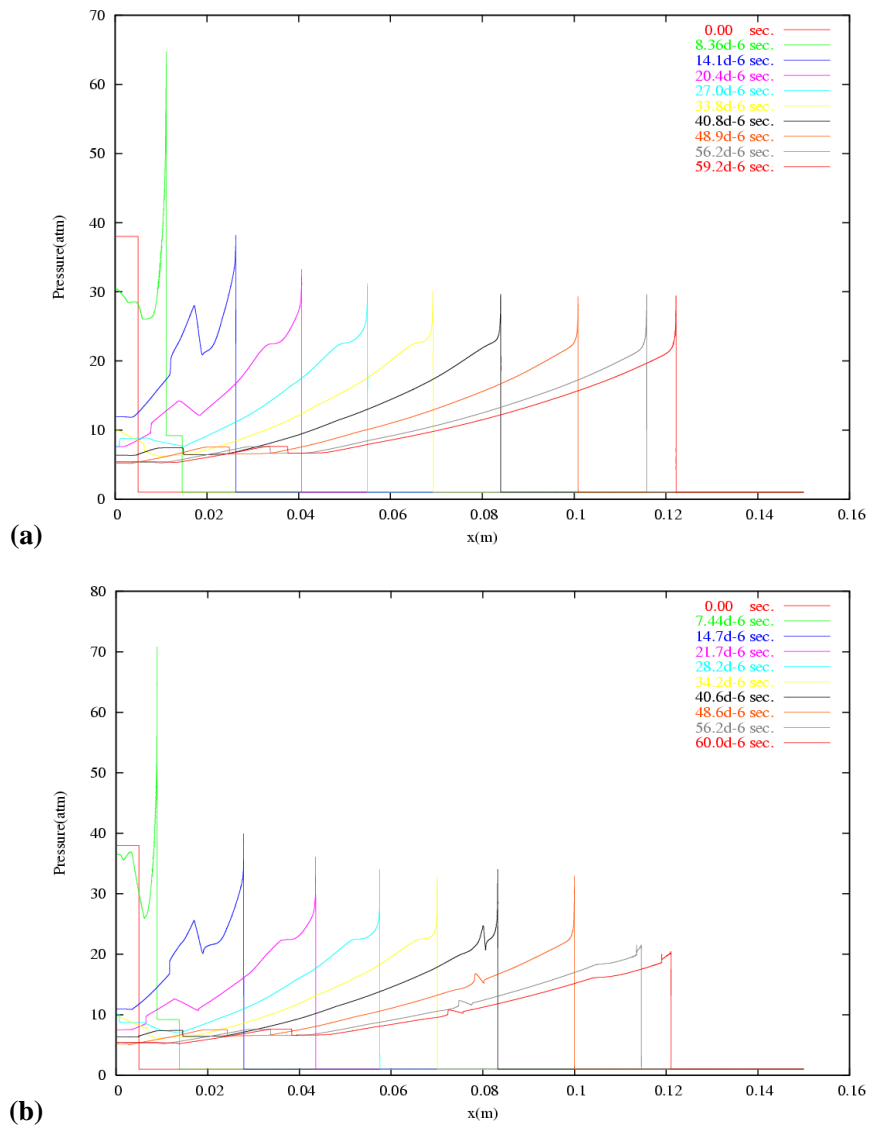 70
60
50
40
30
20
10
0
Pressure(atm)
0.00 sec.
8.36d-6 sec.
14.1d-6 sec.
20.4d-6 sec.
27.0d-6 sec.
33.8d-6 sec.
40.8d-6 sec.
48.9d-6 sec.
56.2d-6 sec.
59.2d-6 sec.
0 0.02 0.04 0.06 0.08 0.1 0.12 0.14 0.16
x(m)
(a)
80
70
60
50
40
30
20
10
0
Pressure(atm)
0.00 sec.
7.44d-6 sec.
14.7d-6 sec.
21.7d-6 sec.
28.2d-6 sec.
34.2d-6 sec.
40.6d-6 sec.
48.6d-6 sec.
56.2d-6 sec.
60.0d-6 sec.
0 0.02 0.04 0.06 0.08 0.1 0.12 0.14 0.16
x(m)
(b)